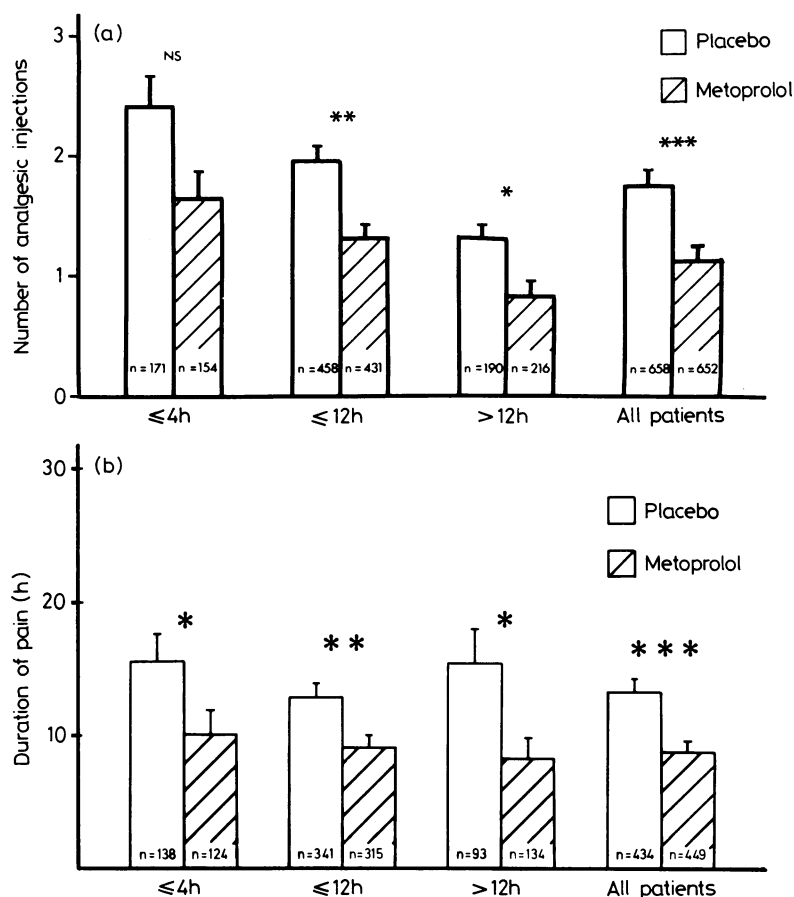 (a)
3
2
1
0
Number of analgesic injections
Placebo
Metoprolol
NS
**
*
***
n = 171 n = 154
n = 458 n = 431
n = 190 n = 216
n = 658 n = 652
⩽4h ⩽12h >12h All patients
(b)
30
20
10
Duration of pain (h)
Placebo
Metoprolol
*
**
*
***
n=138 n=124
n=341 n=315
n=93 n=134
n=434 n=449
⩽4h ⩽12h >12h All patients